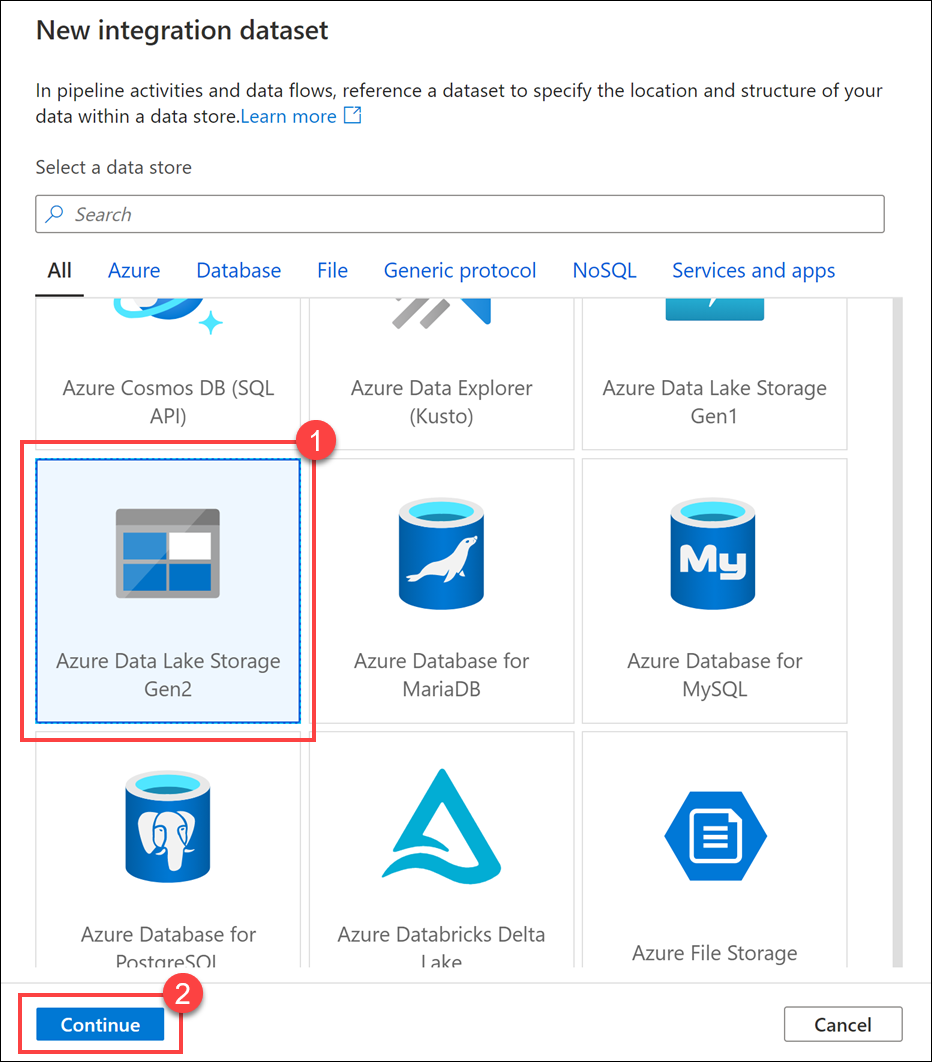 New integration dataset
In pipeline activities and data flows, reference a dataset to specify the location and structure of your
data within a data store.Learn more
Select a data store
Search
All Azure Database File Generic protocol NoSQL Services and apps
Azure Cosmos DB (SQL
API)
Azure Data Explorer
(Kusto)
Azure Data Lake Storage
Gen1
1
Azure Data Lake Storage
Gen2
Azure Database for
MariaDB
My
Azure Database for
MySQL
Azure Database for
PostgreSQL
Azure Databricks Delta
Lake
Azure File Storage
2
Continue
Cancel